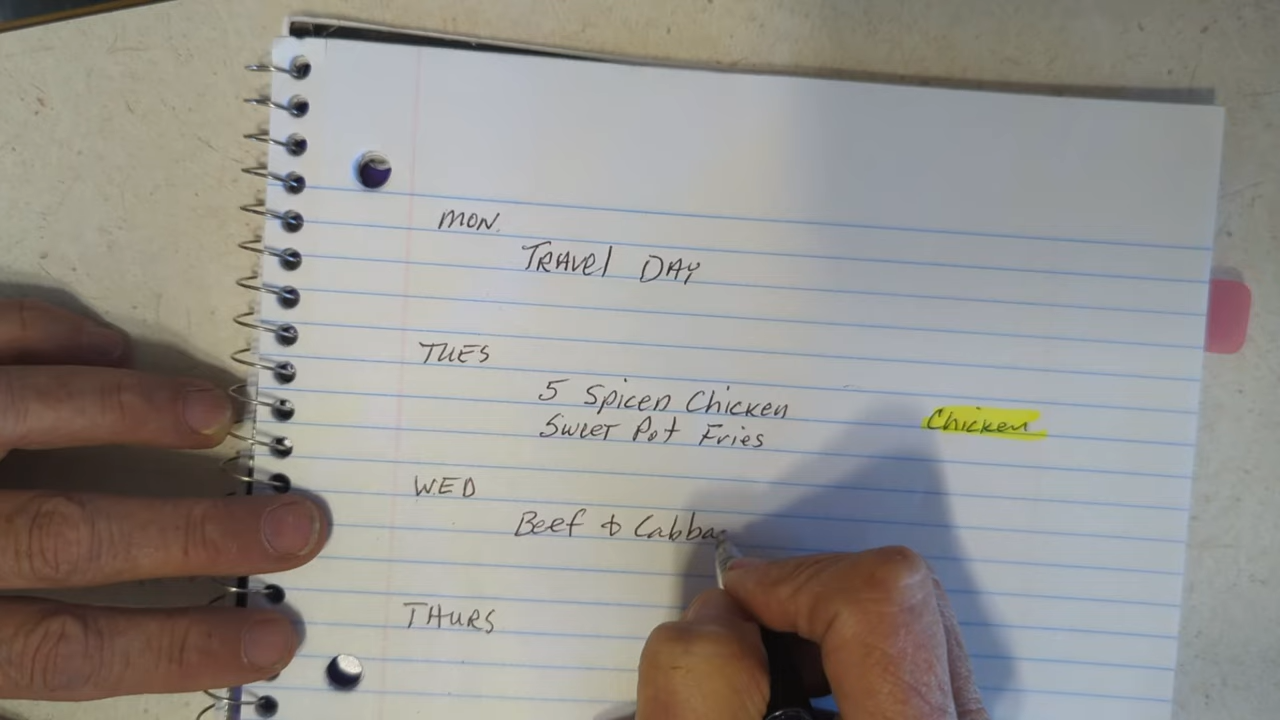 MON.
TRAVEl DAY
TUES
5 Spicen Chicken
Sweet Pot Fries
Chicken
WED
Beef & Cabba
THURS